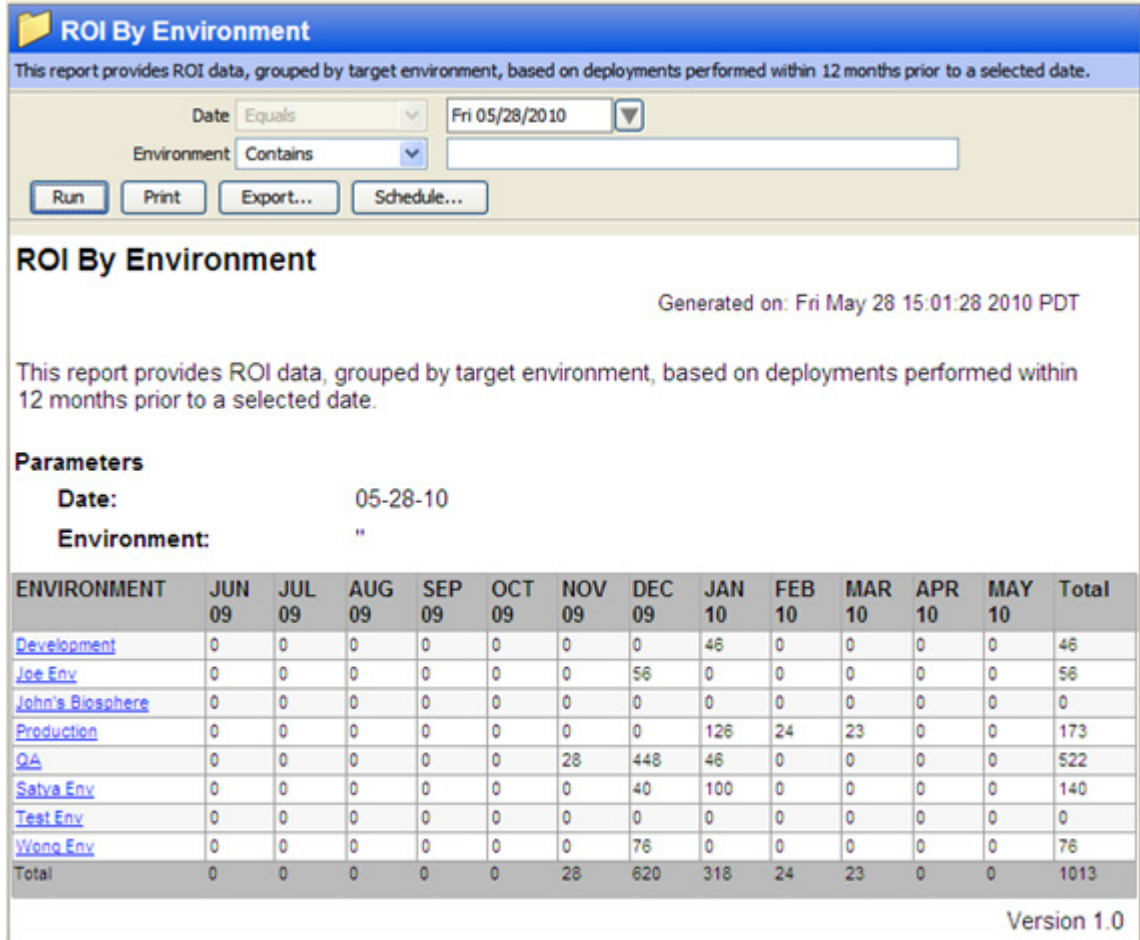 ROI By Environment
This report provides ROI data, grouped by target environment, based on deployments performed within 12 months prior to a selected date.
Date Equals Fri 05/28/2010
Environment Contains
Run Print Export... Schedule...
ROI By Environment
Generated on: Fri May 28 15:01:28 2010 PDT
This report provides ROI data, grouped by target environment, based on deployments performed within
12 months prior to a selected date.
Parameters
Date: 05-28-10
Environment: ''
ENVIRONMENT JUN 09 JUL 09 AUG 09 SEP 09 OCT 09 NOV 09 DEC 09 JAN 10 FEB 10 MAR 10 APR 10 MAY 10 Total
Development 0 0 0 0 0 0 0 46 0 0 0 0 46
Joe Env 0 0 0 0 0 0 56 0 0 0 0 0 56
John's Biosphere 0 0 0 0 0 0 0 0 0 0 0 0 0
Production 0 0 0 0 0 0 0 126 24 23 0 0 173
QA 0 0 0 0 0 28 448 46 0 0 0 0 522
Satya Env 0 0 0 0 0 0 40 100 0 0 0 0 140
Test Env 0 0 0 0 0 0 0 0 0 0 0 0 0
Wong Env 0 0 0 0 0 0 76 0 0 0 0 0 76
Total 0 0 0 0 0 28 620 318 24 23 0 0 1013
Version 1.0